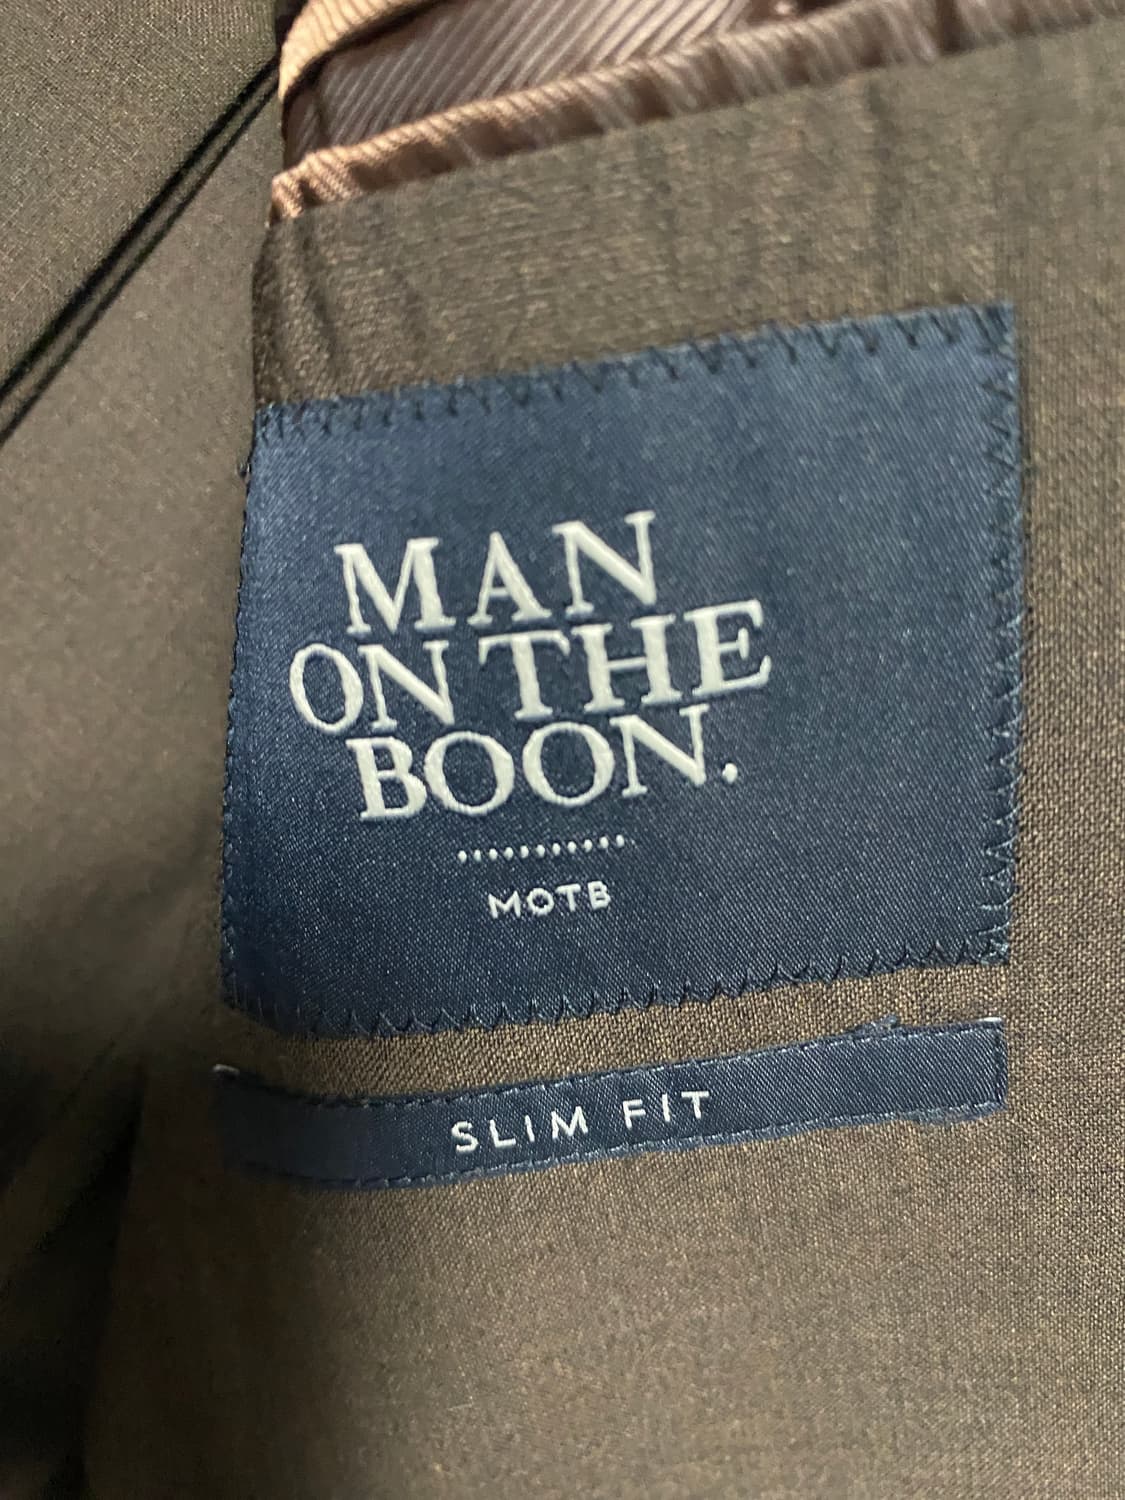 MAN
ON THE
BOON.
MOTB
SLIM FIT